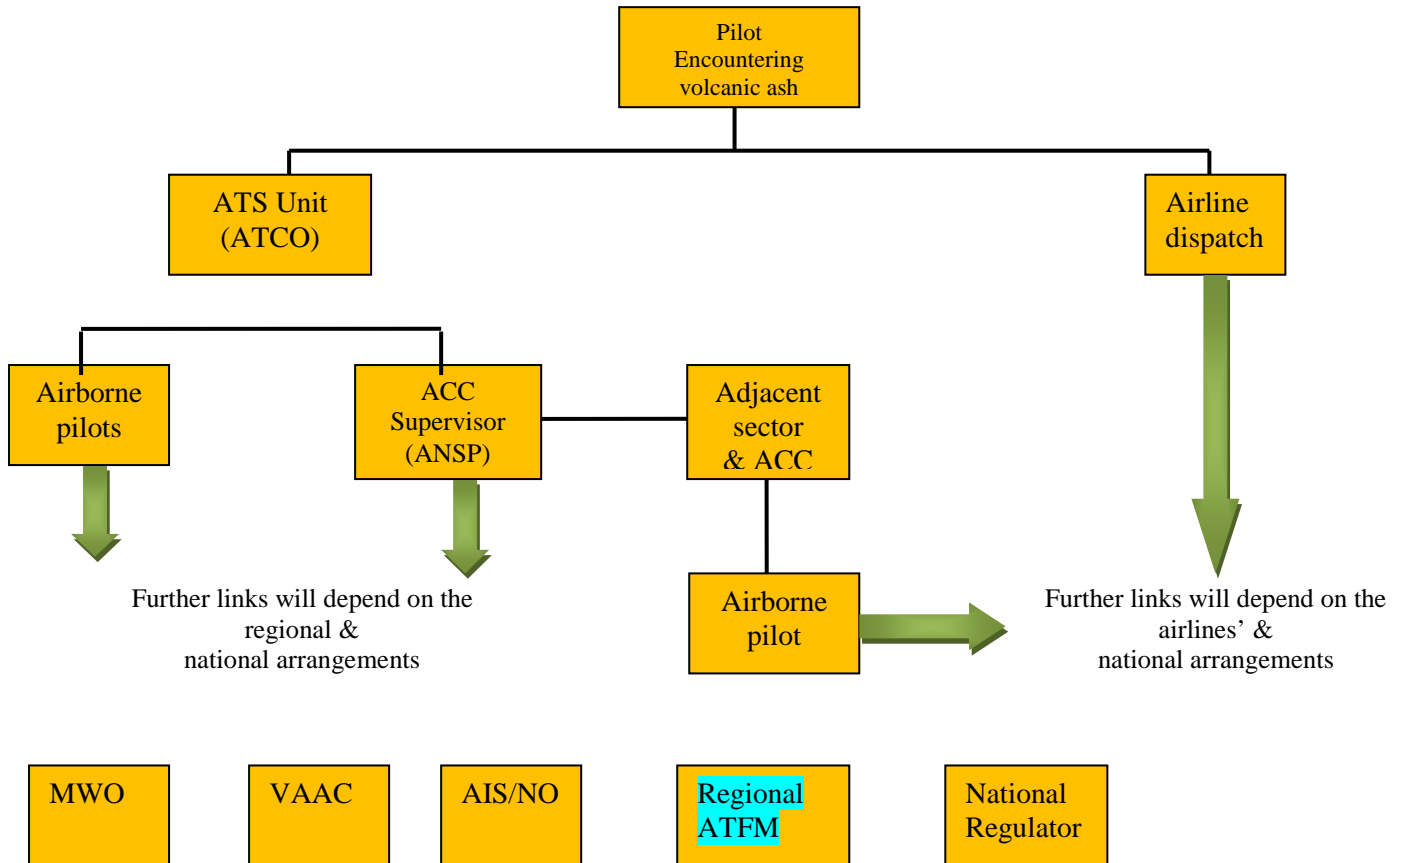 Pilot
Encountering
volcanic ash
ATS Unit
(ATCO)
Airline
dispatch
Airborne
pilots
ACC
Supervisor
(ANSP)
Adjacent
sector
& ACC
Further links will depend on the
regional &
national arrangements
Airborne
pilot
Further links will depend on the
airlines’ &
national arrangements
MWO
VAAC
AIS/NO
Regional
ATFM
National
Regulator